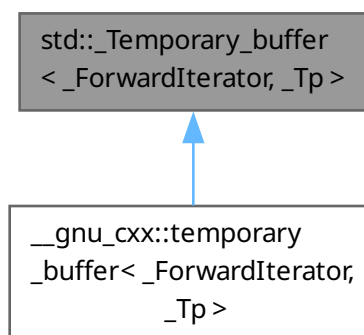 std::_Temporary_buffer
< _ForwardIterator, _Tp >
__gnu_cxx::temporary
_buffer< _ForwardIterator,
_Tp >